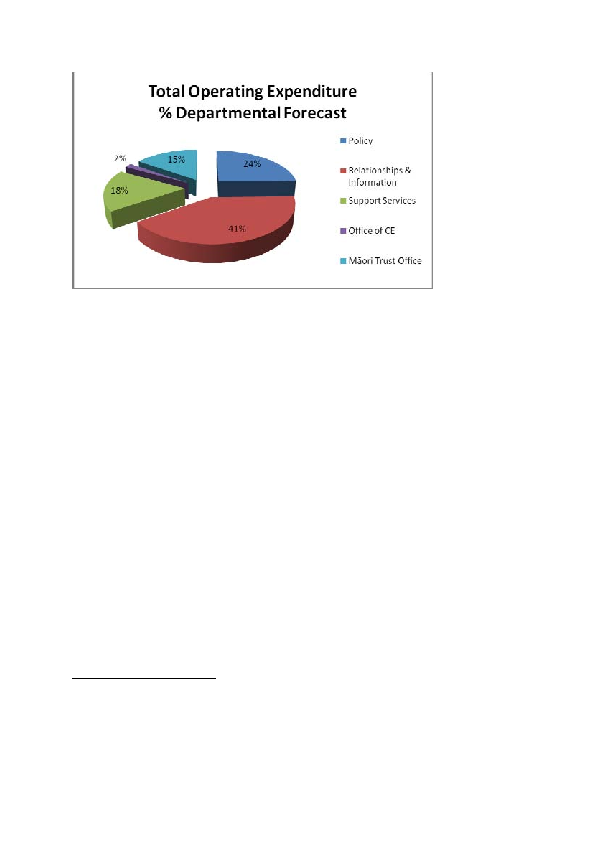 Total Operating Expenditure
% Departmental Forecast
2%
15%
24%
18%
41%
Policy
Relationships &
Information
Support Services
Office of CE
Māori Trust Office